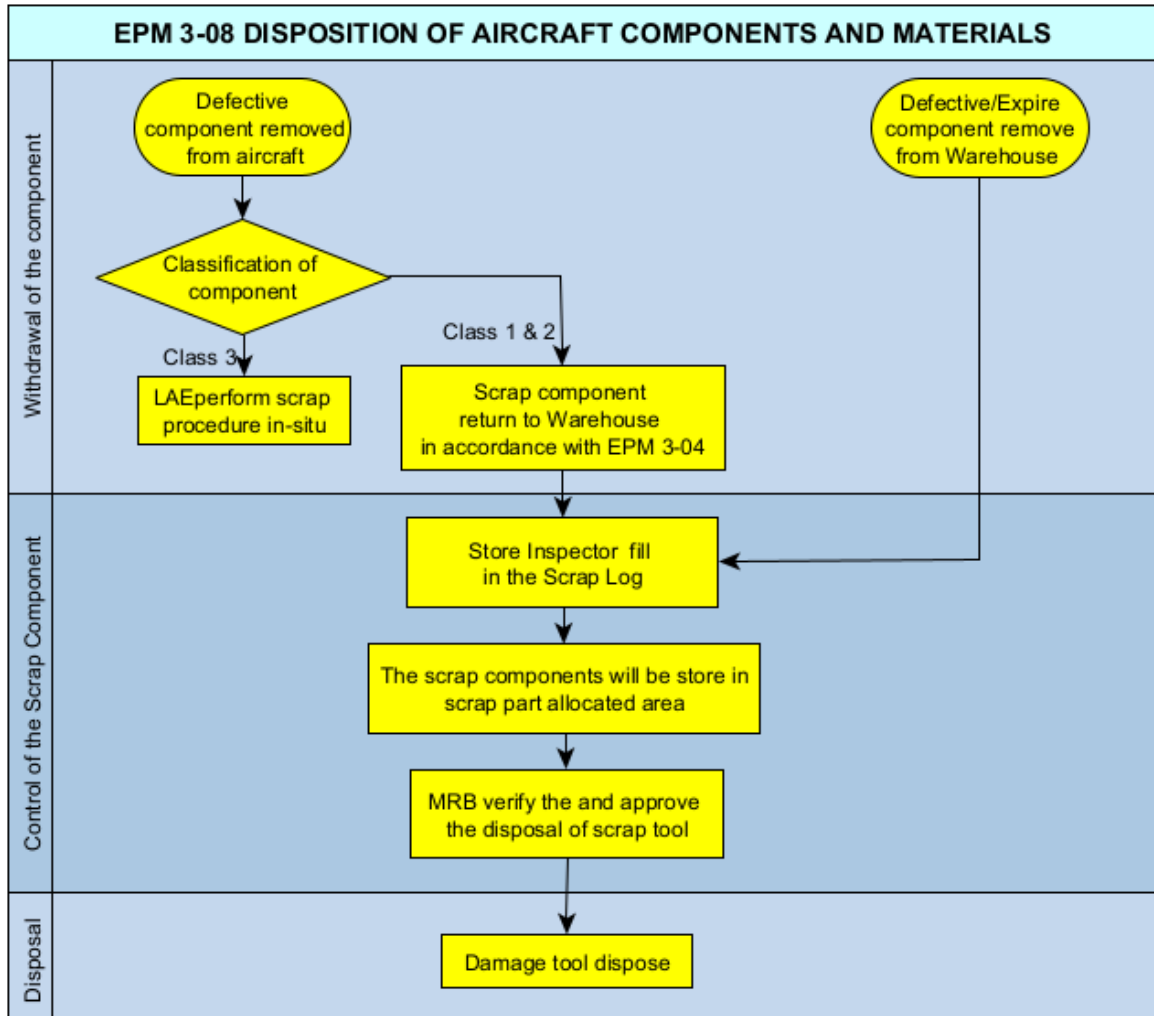 EPM 3-08 DISPOSITION OF AIRCRAFT COMPONENTS AND MATERIALS
Withdrawal of the component
Defective
component removed
from aircraft
Defective/Expire
component remove
from Warehouse
Classification of
component
Class 3
Class 1 & 2
LAEperform scrap
procedure in-situ
Scrap component
return to Warehouse
in accordance with EPM 3-04
Control of the Scrap Component
Store Inspector fill
in the Scrap Log
The scrap components will be store in
scrap part allocated area
MRB verify the and approve
the disposal of scrap tool
Disposal
Damage tool dispose